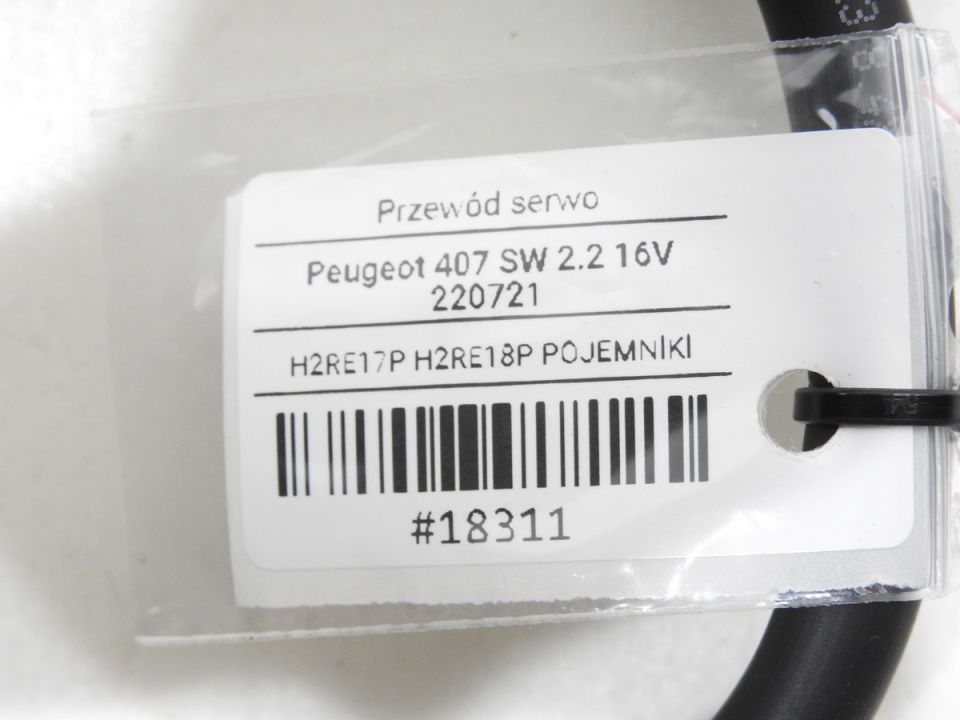 Przewód serwo
Peugeot 407 SW 2.2 16V
220721
H2RE17P H2RE18P POJEMNIKI
#18311